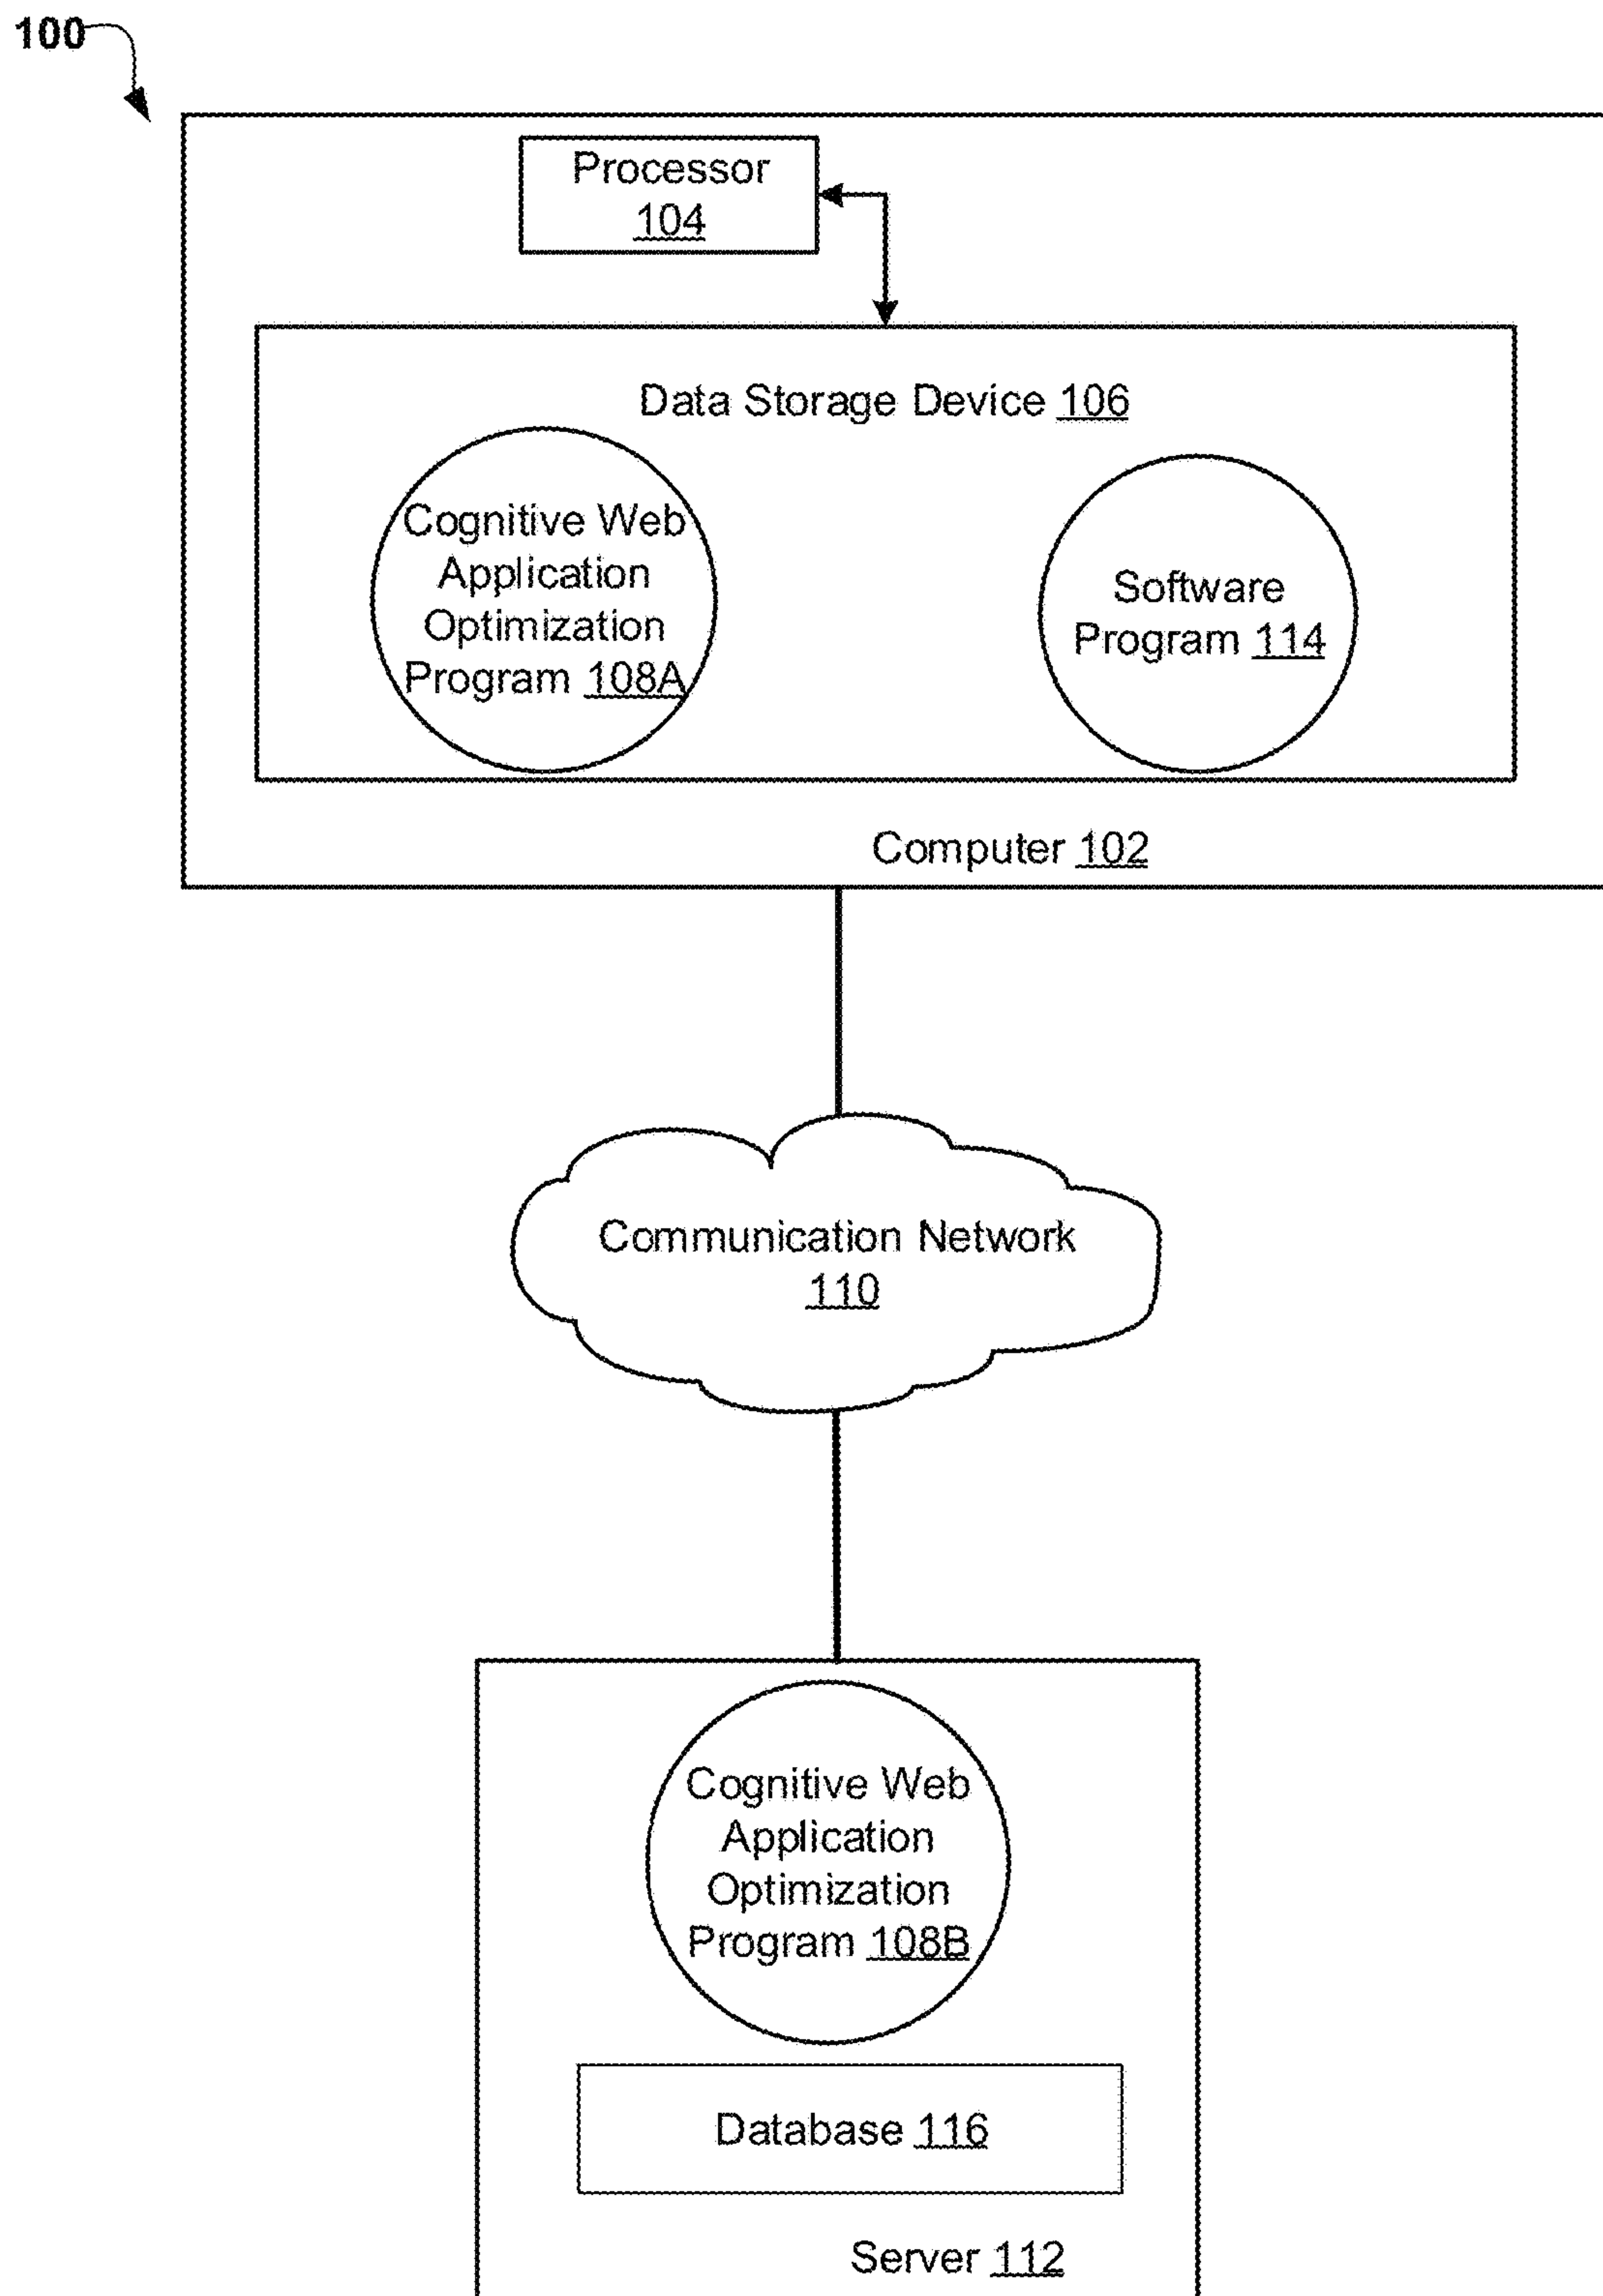 100
Processor
104
Data Storage Device 106
Cognitive Web
Application
Optimization
Program 108A
Software
Program 114
Computer 102
Communication Network
110
Cognitive Web
Application
Optimization
Program 108B
Database 116
Server 112